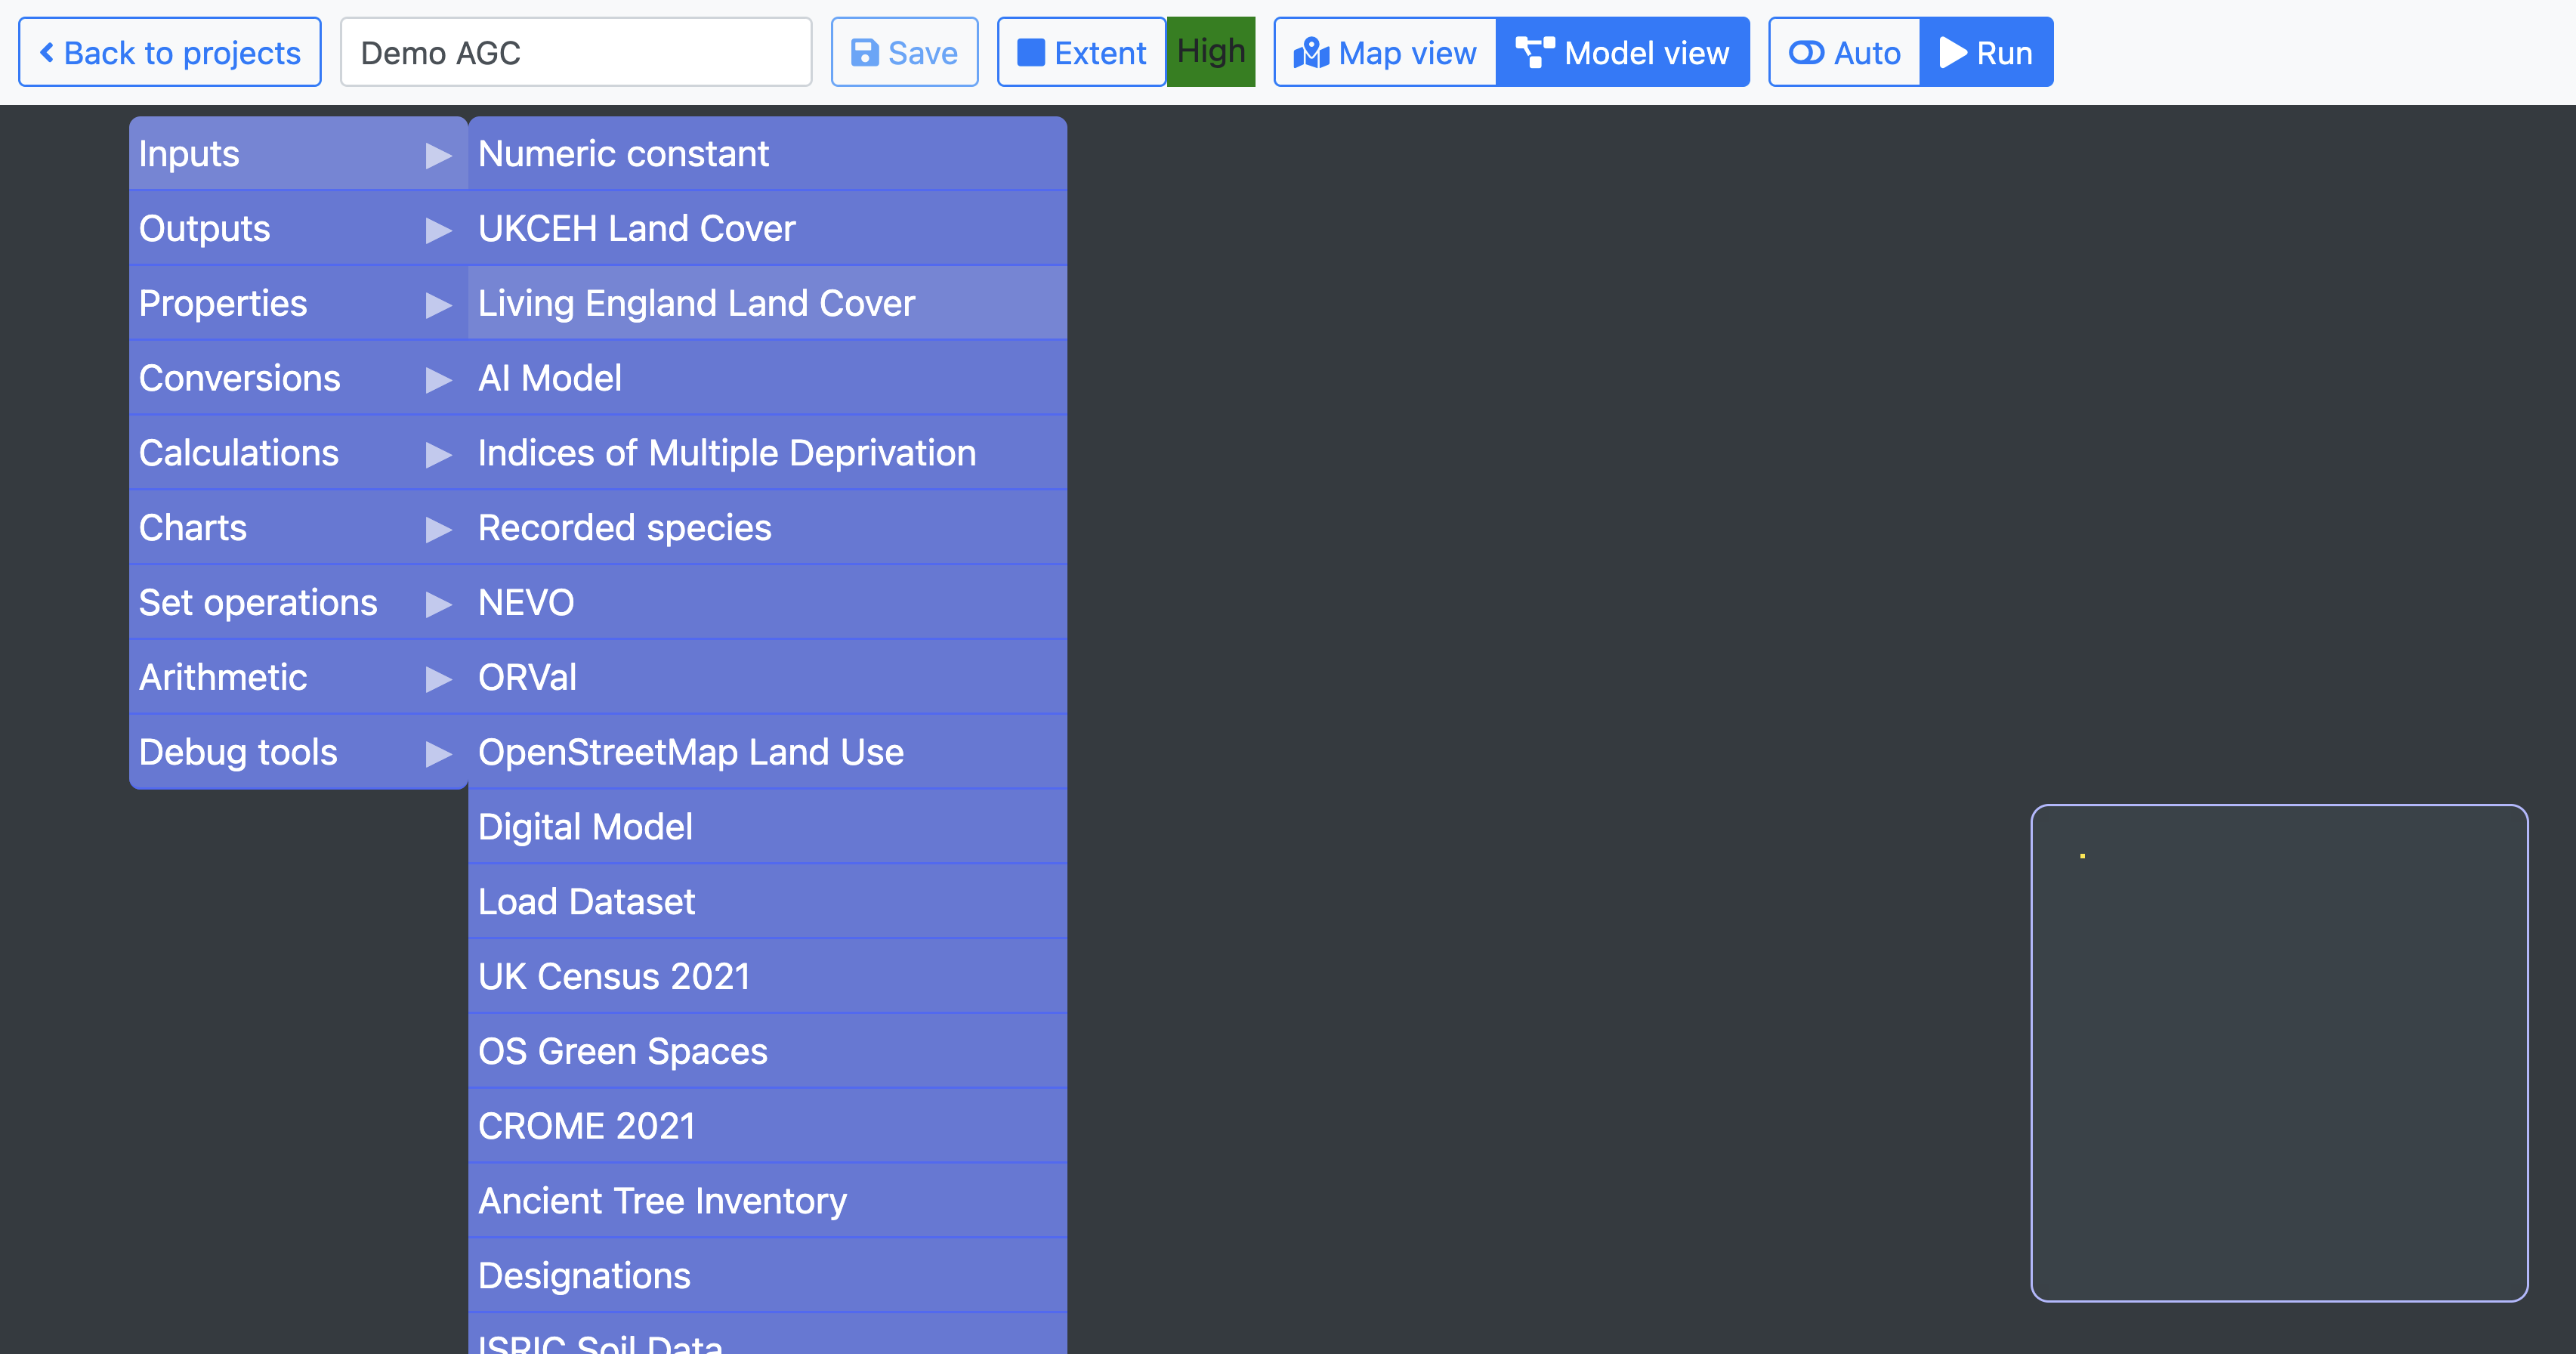 Back to projects
Demo AGC
Save
Extent
High
Map view
Model view
Auto
Run
Inputs
Outputs
Properties
Conversions
Calculations
Charts
Set operations
Arithmetic
Debug tools
Numeric constant
UKCEH Land Cover
Living England Land Cover
AI Model
Indices of Multiple Deprivation
Recorded species
NEVO
ORVal
OpenStreetMap Land Use
Digital Model
Load Dataset
UK Census 2021
OS Green Spaces
CROME 2021
Ancient Tree Inventory
Designations
ISRIC Soil Data